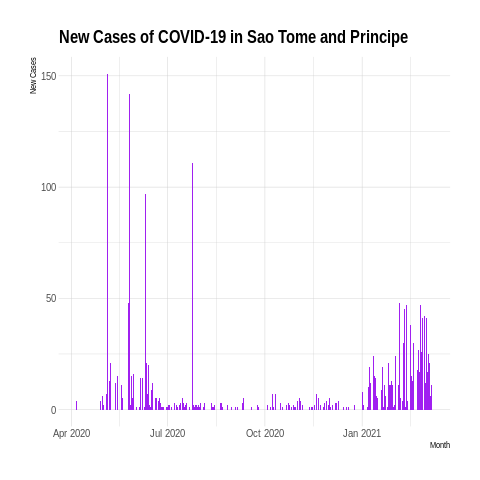 New Cases of COVID-19 in Sao Tome and Principe
New Cases
150
100
50
0
Apr 2020 Jul 2020 Oct 2020 Jan 2021
Month